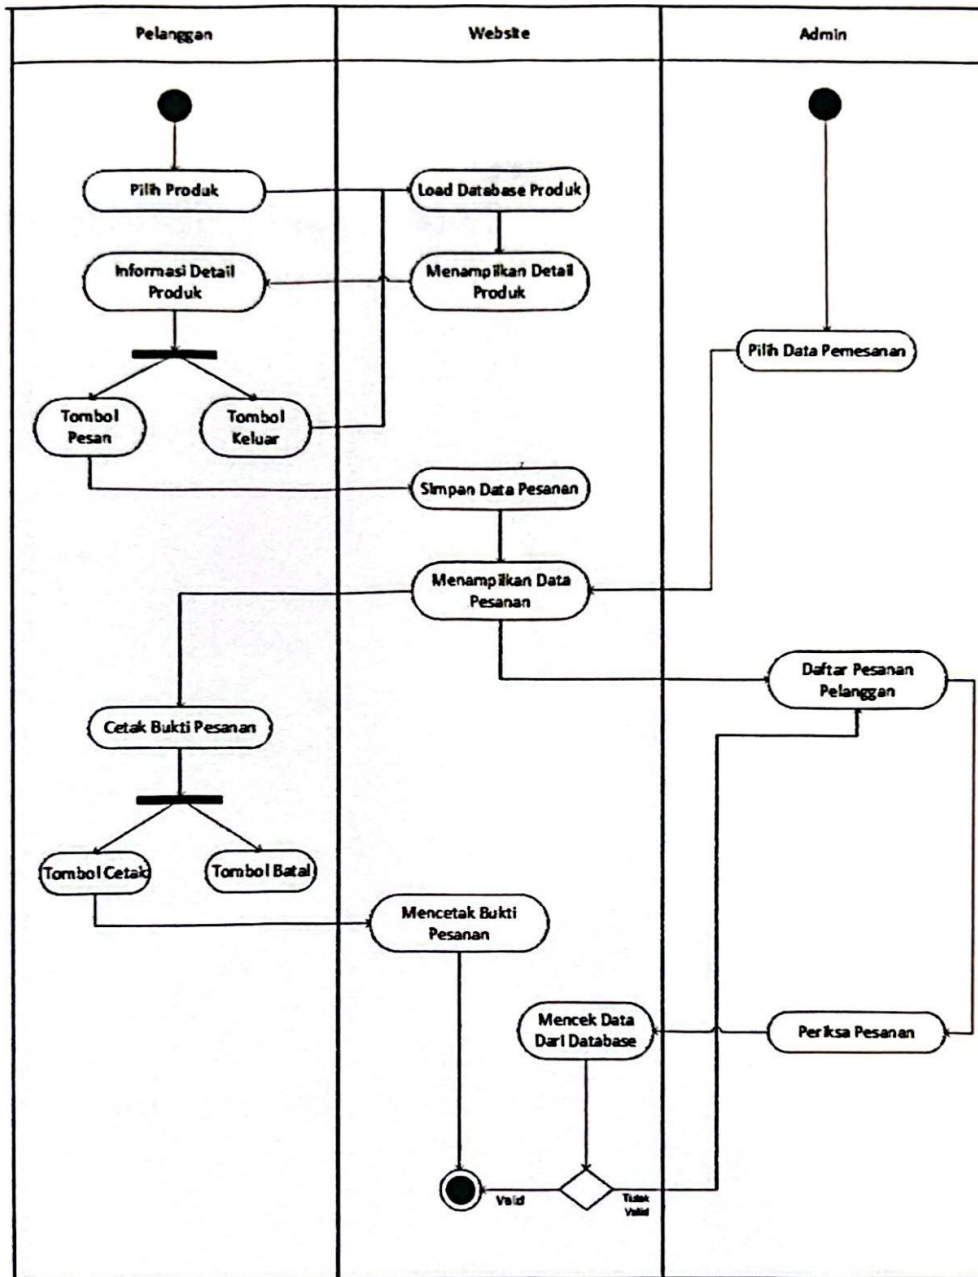 Pelanggan
Website
Admin
Pilih Produk
Load Database Produk
Informasi Detail
Produk
Menampilkan Detail
Produk
Pilih Data Pemesanan
Tombol
Pesan
Tombol
Keluar
Simpan Data Pesanan
Menampilkan Data
Pesanan
Daftar Pesanan
Pelanggan
Cetak Bukti Pesanan
Tombol Cetak
Tombol Batal
Mencetak Bukti
Pesanan
Mencek Data
Dari Database
Periksa Pesanan
Valid
Tidak
Valid